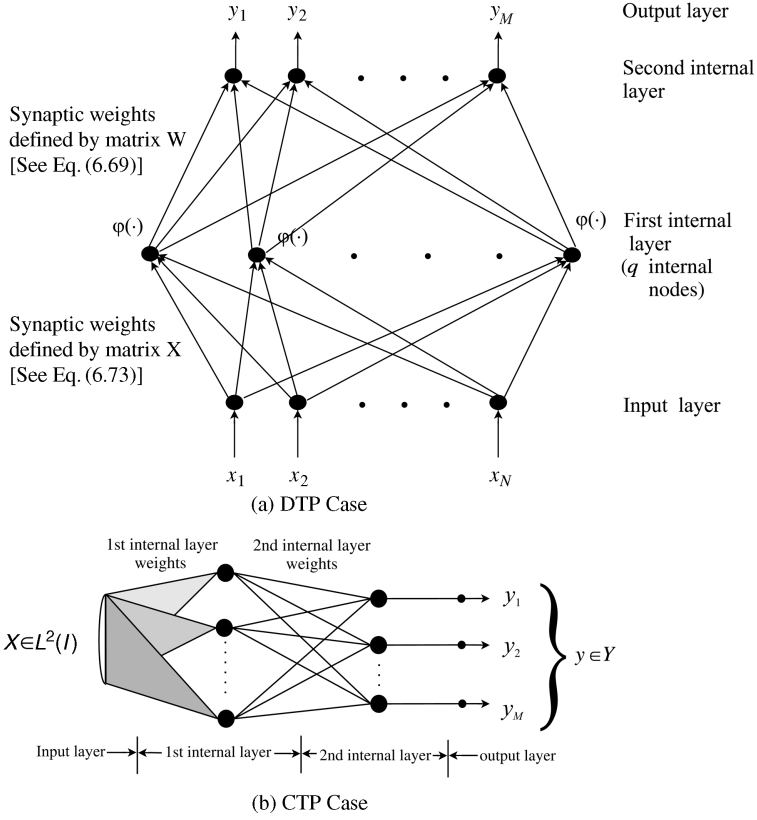 y1 y2 yM Output layer
Second internal
layer
Synaptic weights
defined by matrix W
[See Eq. (6.69)]
φ(·) φ(·) φ(·)
First internal
layer
(q internal
nodes)
Synaptic weights
defined by matrix X
[See Eq. (6.73)]
Input layer
x1 x2 xN
(a) DTP Case
1st internal layer
weights
2nd internal layer
weights
X∈L²(I)
y1
y2
yM
y∈Y
Input layer 1st internal layer 2nd internal layer output layer
(b) CTP Case